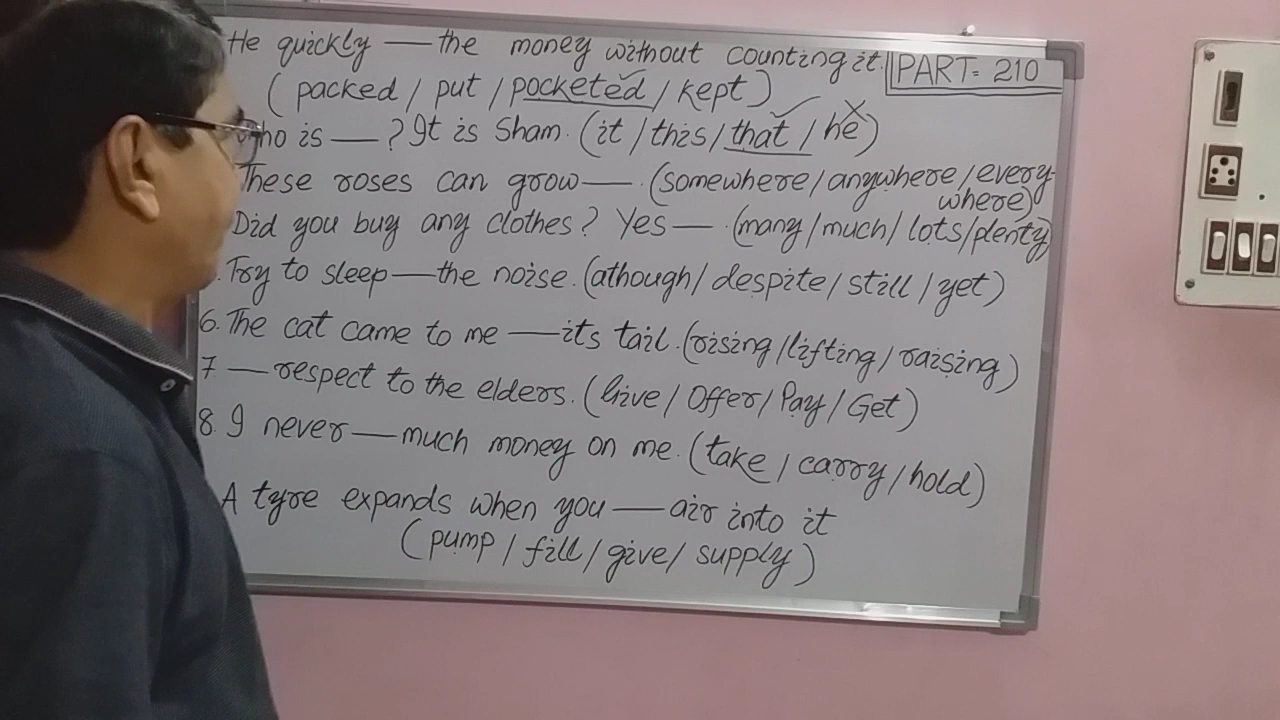 He quickly — the money without counting it. PART= 210
(packed / put / pocketed / kept)
ho is — ? It is Sham. (it / this / that / he)
These roses can grow — . (somewhere / anywhere / every-
where)
Did you buy any clothes? Yes — . (many / much / lots / plenty)
. Try to sleep — the noise. (athough / despite / still / yet)
6. The cat came to me — its tail. (rising / lifting / raising)
7 — respect to the elders. (Give / Offer / Pay / Get)
8. I never — much money on me. (take / carry / hold)
A tyre expands when you — air into it
(pump / fill / give / supply)